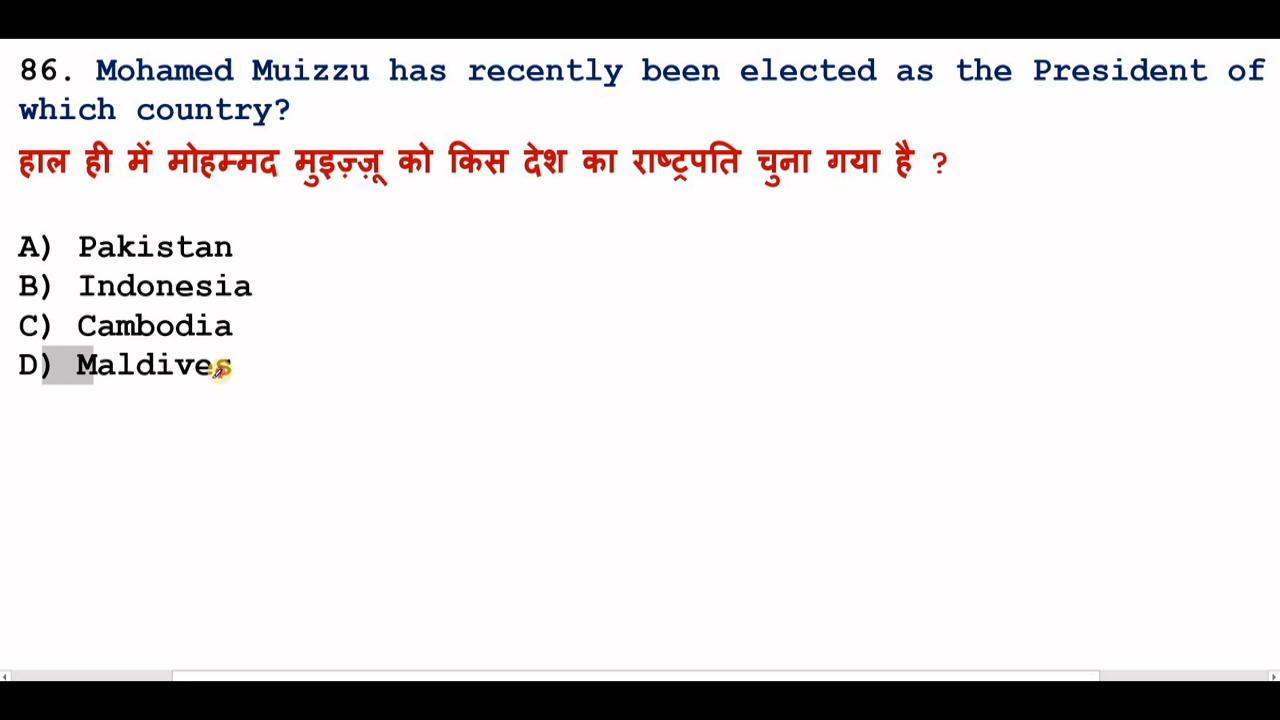 86. Mohamed Muizzu has recently been elected as the President of
which country?
हाल ही में मोहम्मद मुइज़्ज़ू को किस देश का राष्ट्रपति चुना गया है ?
A) Pakistan
B) Indonesia
C) Cambodia
D) Maldives